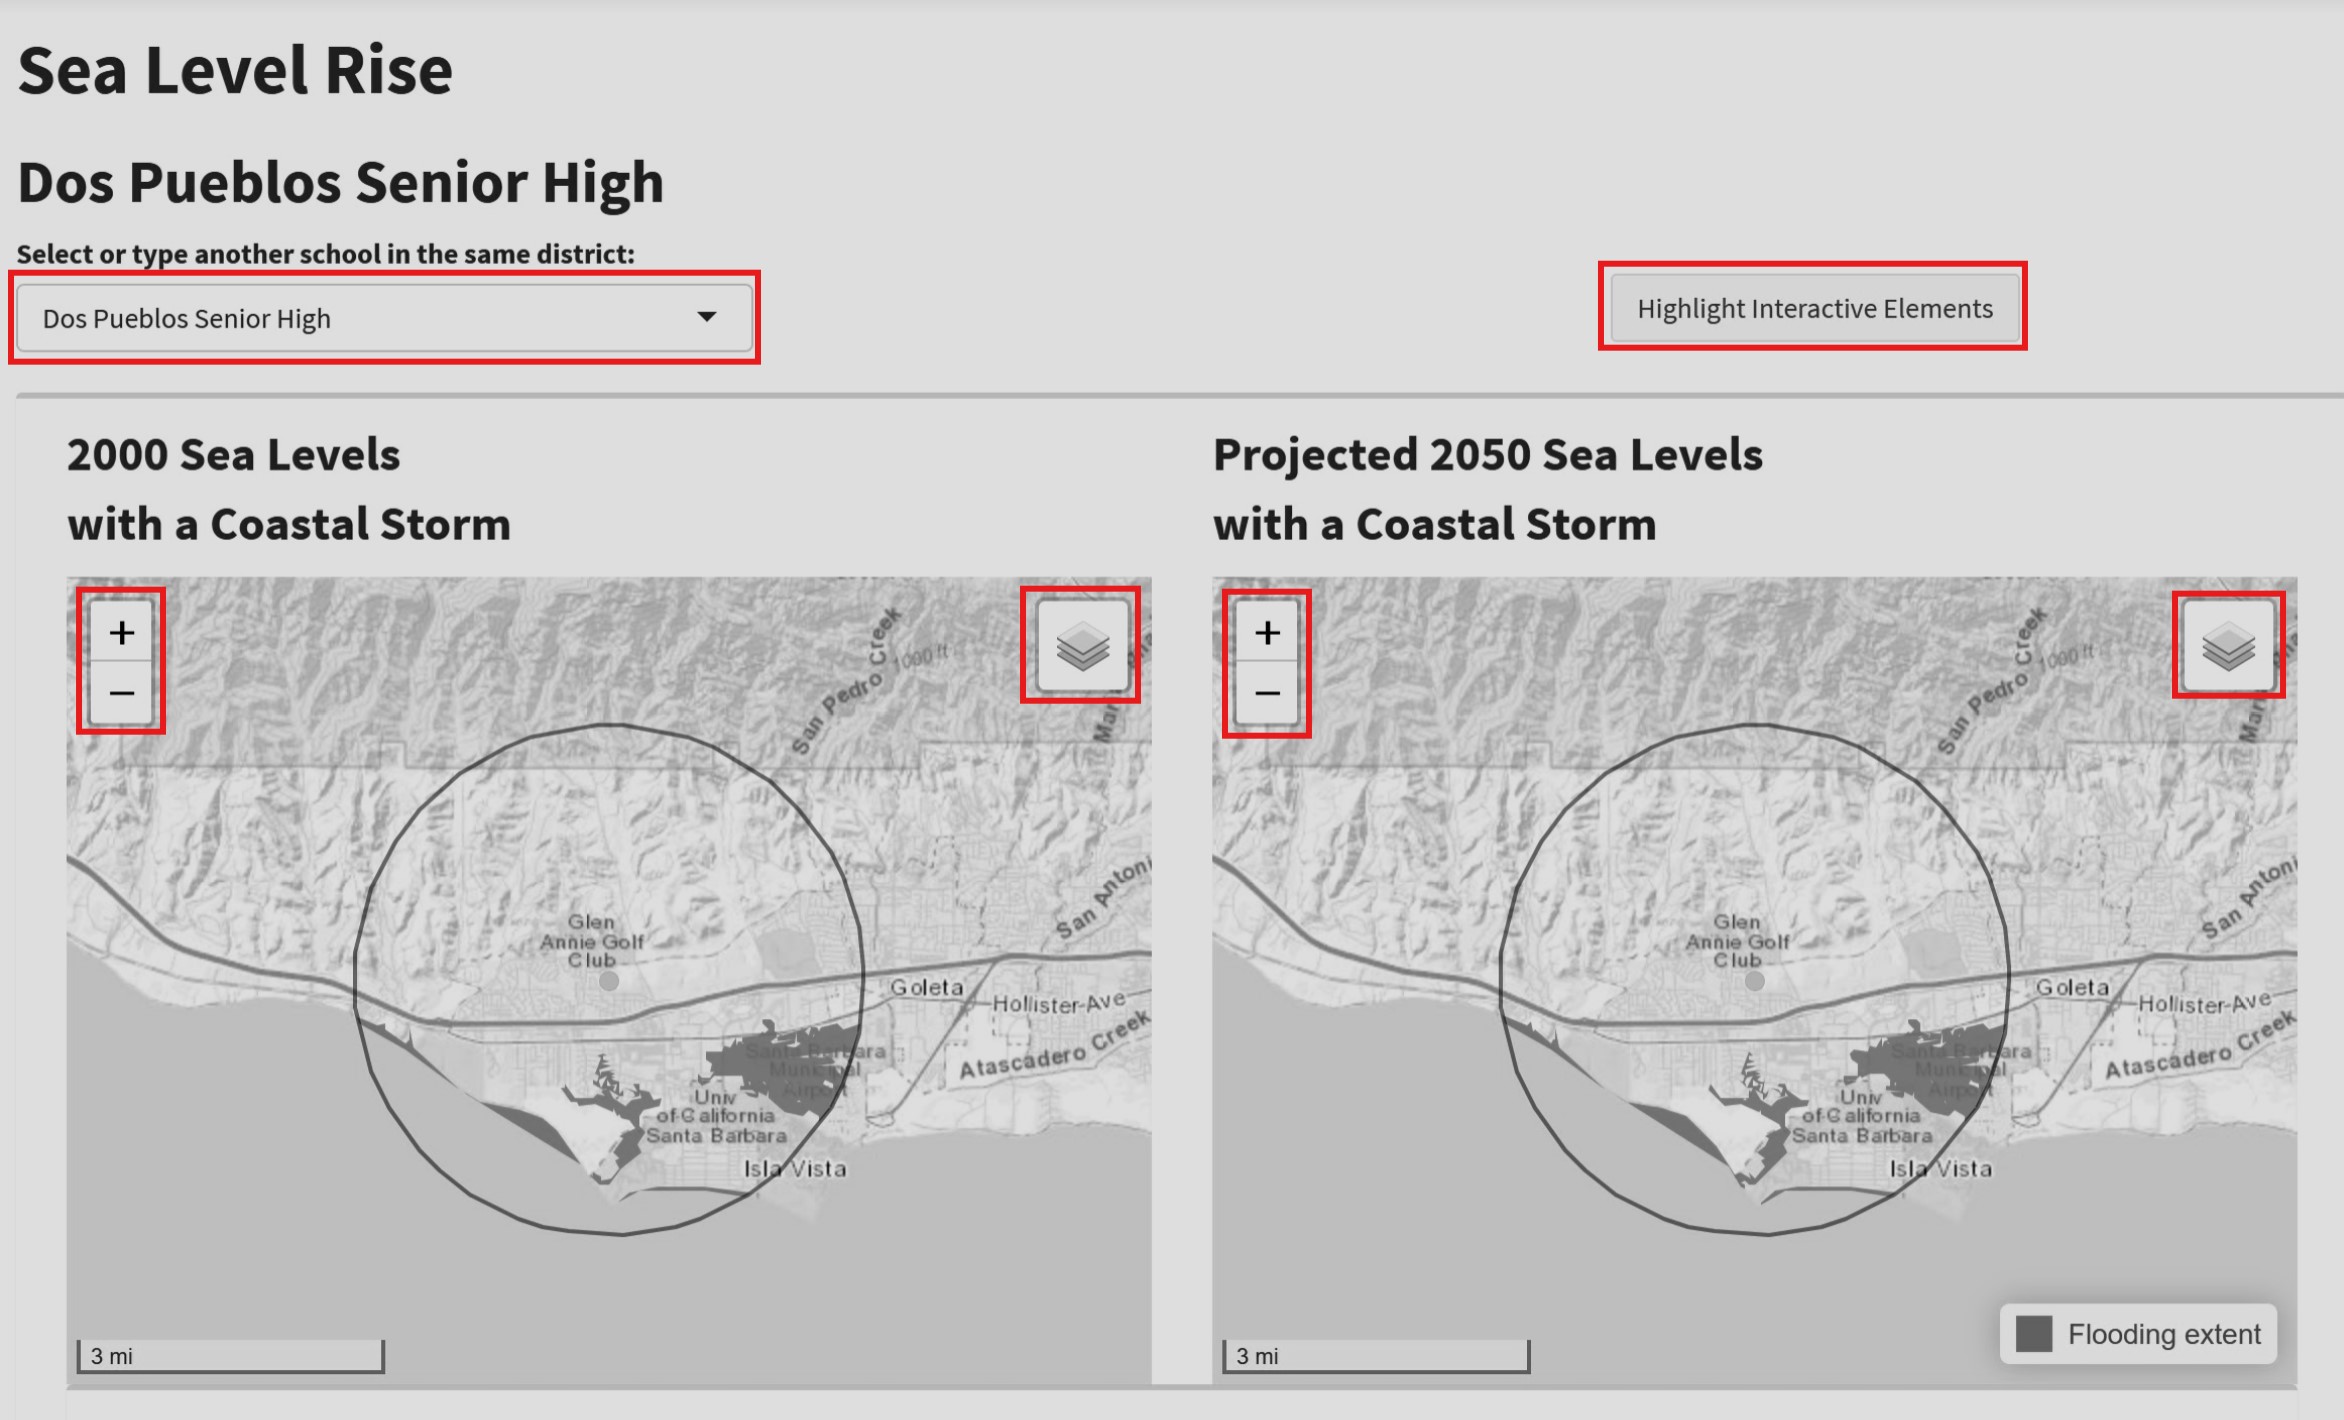 Sea Level Rise
Dos Pueblos Senior High
Select or type another school in the same district:
Dos Pueblos Senior High
Highlight Interactive Elements
2000 Sea Levels
with a Coastal Storm
+
−
San Pedro Creek
1000 ft
Glen
Annie Golf
Club
San Antoni
Goleta
Hollister-Ave
Atascadero Creek
Santa Barbara
Municipal
Airport
Univ
of California
Santa Barbara
Isla Vista
3 mi
Projected 2050 Sea Levels
with a Coastal Storm
+
−
San Pedro Creek
1000 ft
Glen
Annie Golf
Club
San Antoni
Goleta
Hollister-Ave
Atascadero Creek
Santa Barbara
Municipal
Airport
Univ
of California
Santa Barbara
Isla Vista
3 mi
Flooding extent